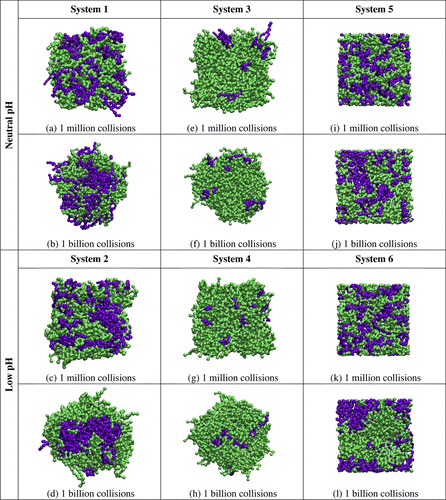 System 1
System 3
System 5
Neutral pH
(a) 1 million collisions
(e) 1 million collisions
(i) 1 million collisions
(b) 1 billion collisions
(f) 1 billion collisions
(j) 1 billion collisions
System 2
System 4
System 6
Low pH
(c) 1 million collisions
(g) 1 million collisions
(k) 1 million collisions
(d) 1 billion collisions
(h) 1 billion collisions
(l) 1 billion collisions